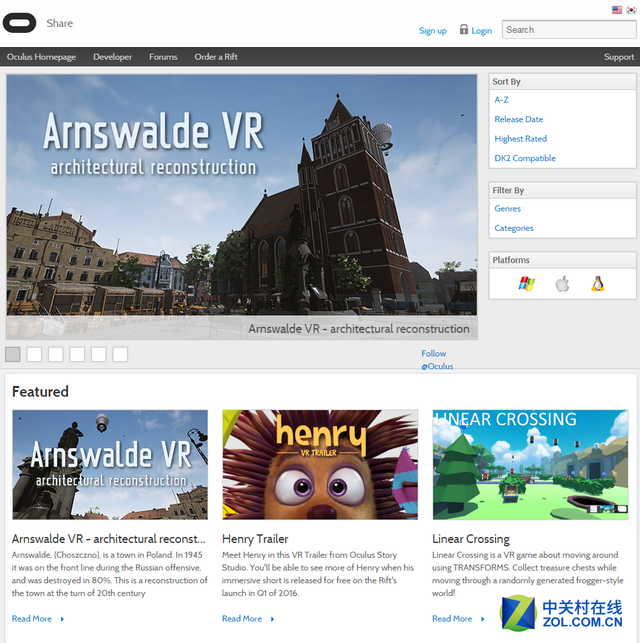 Share
Sign up
Login
Search
Oculus Homepage
Developer
Forums
Order a Rift
Support
Arnswalde VR
architectural reconstruction
Arnswalde VR - architectural reconstruction
Sort By
A-Z
Release Date
Highest Rated
DK2 Compatible
Filter By
Genres
Categories
Platforms
Follow
@Oculus
Featured
Arnswalde VR
architectural reconstruction
Arnswalde VR - architectural reconst...
Arnswalde, (Choszczno), is a town in Poland. In 1945
it was on the front line during the Russian offensive,
and was destroyed in 80%. This is a reconstruction of
the town at the turn of 20th century
Read More
henry
VR TRAILER
Henry Trailer
Meet Henry in this VR Trailer from Oculus Story
Studio. You'll be able to see more of Henry when his
immersive short is released for free on the Rift's
launch in Q1 of 2016.
Read More
LINEAR CROSSING
Linear Crossing
Linear Crossing is a VR game about moving around
using TRANSFORMS. Collect treasure chests while
moving through a randomly generated frogger-style
world!
Read More
Z
中关村在线
ZOL.COM.CN